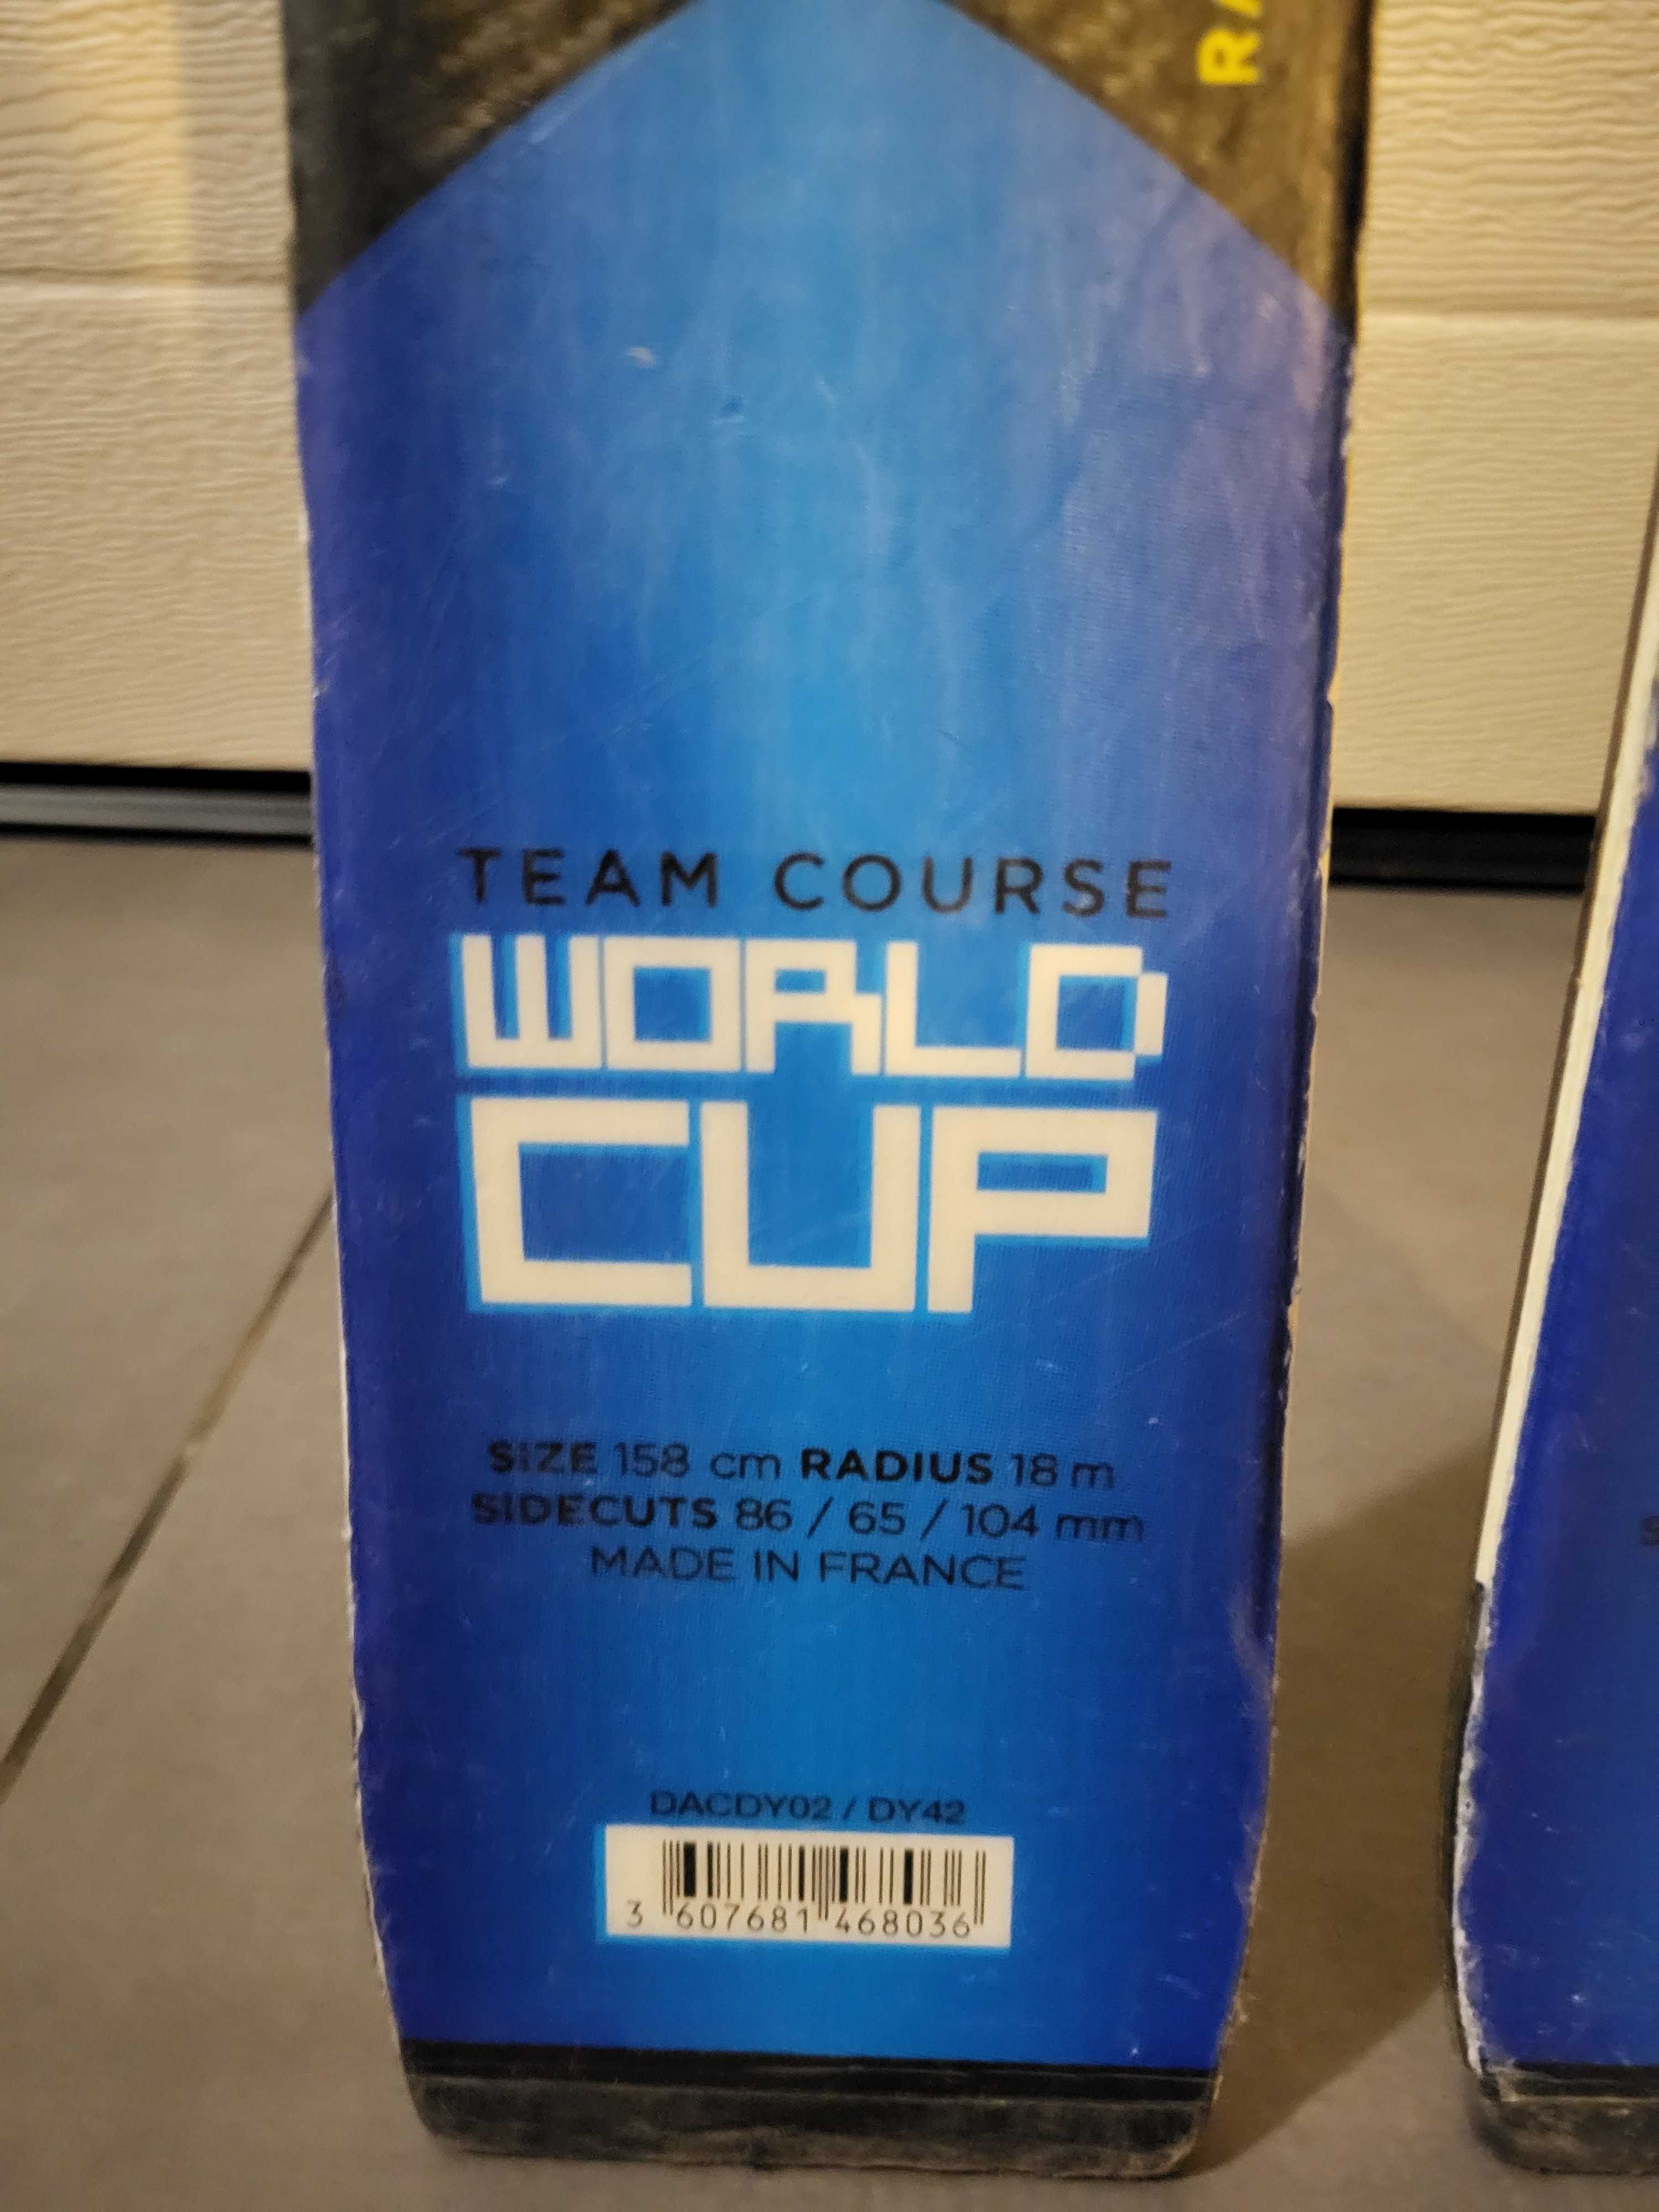 TEAM COURSE
WORLD
CUP
SIZE 158 cm RADIUS 18 m
SIDECUTS 86 / 65 / 104 mm
MADE IN FRANCE
DACDY02 / DY42
3 607681 468036